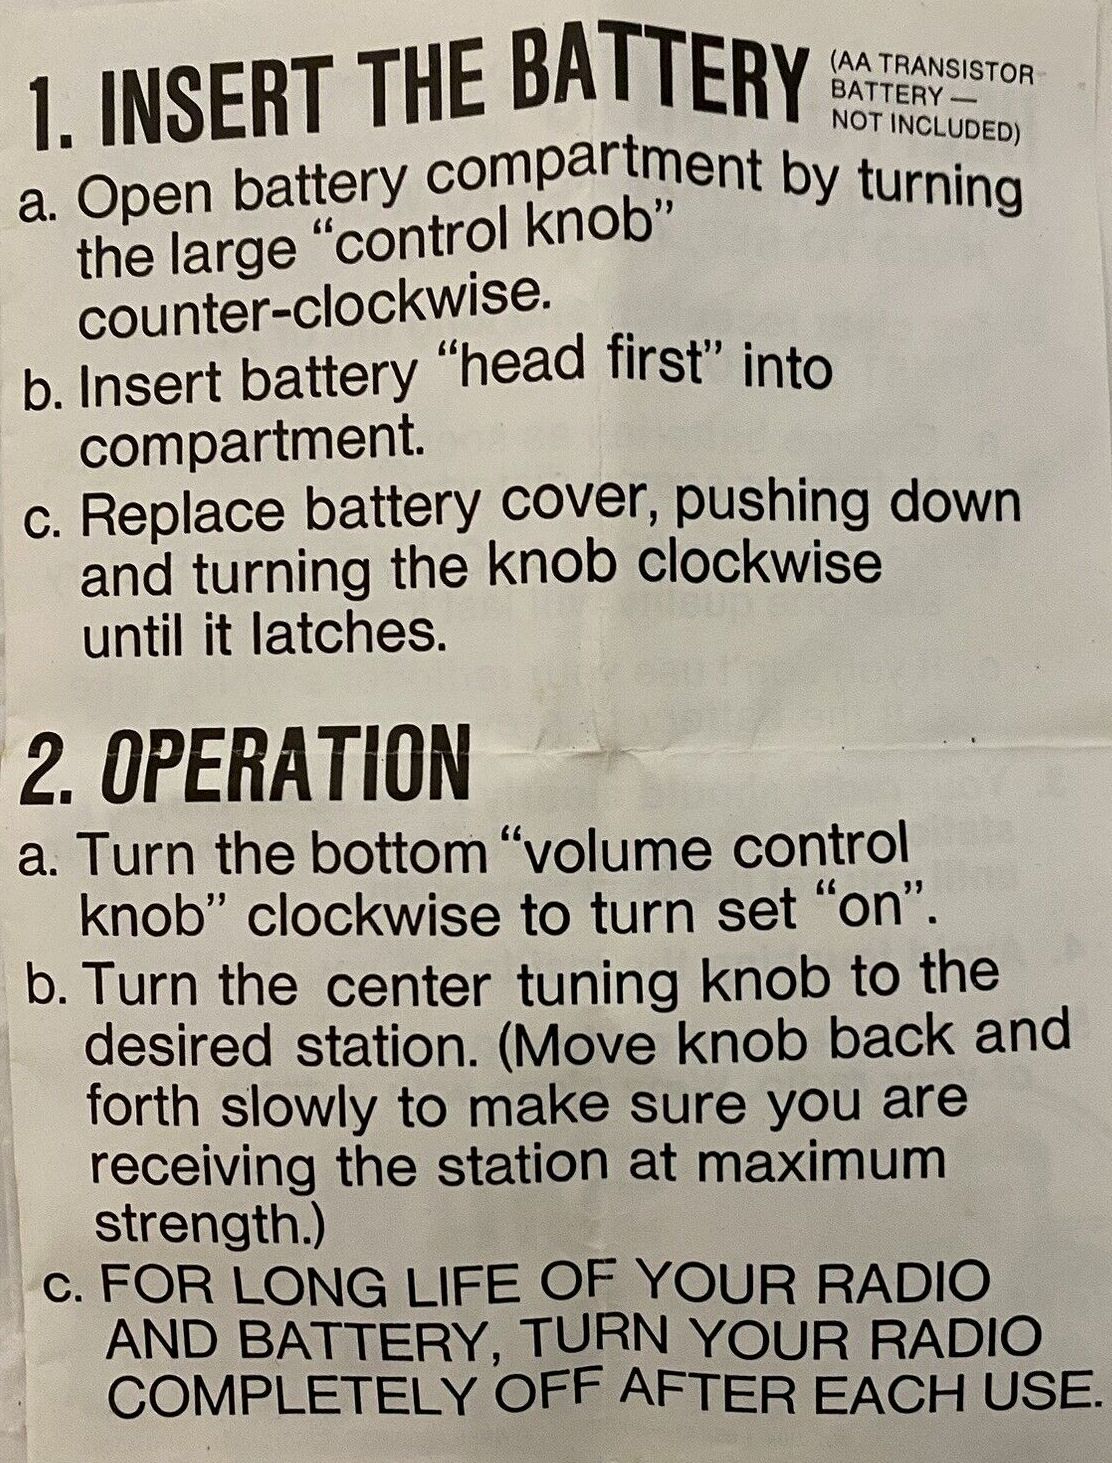 1. INSERT THE BATTERY (AA TRANSISTOR
BATTERY —
NOT INCLUDED)
a. Open battery compartment by turning
the large “control knob”
counter-clockwise.
b. Insert battery “head first” into
compartment.
c. Replace battery cover, pushing down
and turning the knob clockwise
until it latches.
2. OPERATION
a. Turn the bottom “volume control
knob” clockwise to turn set “on”.
b. Turn the center tuning knob to the
desired station. (Move knob back and
forth slowly to make sure you are
receiving the station at maximum
strength.)
c. FOR LONG LIFE OF YOUR RADIO
AND BATTERY, TURN YOUR RADIO
COMPLETELY OFF AFTER EACH USE.